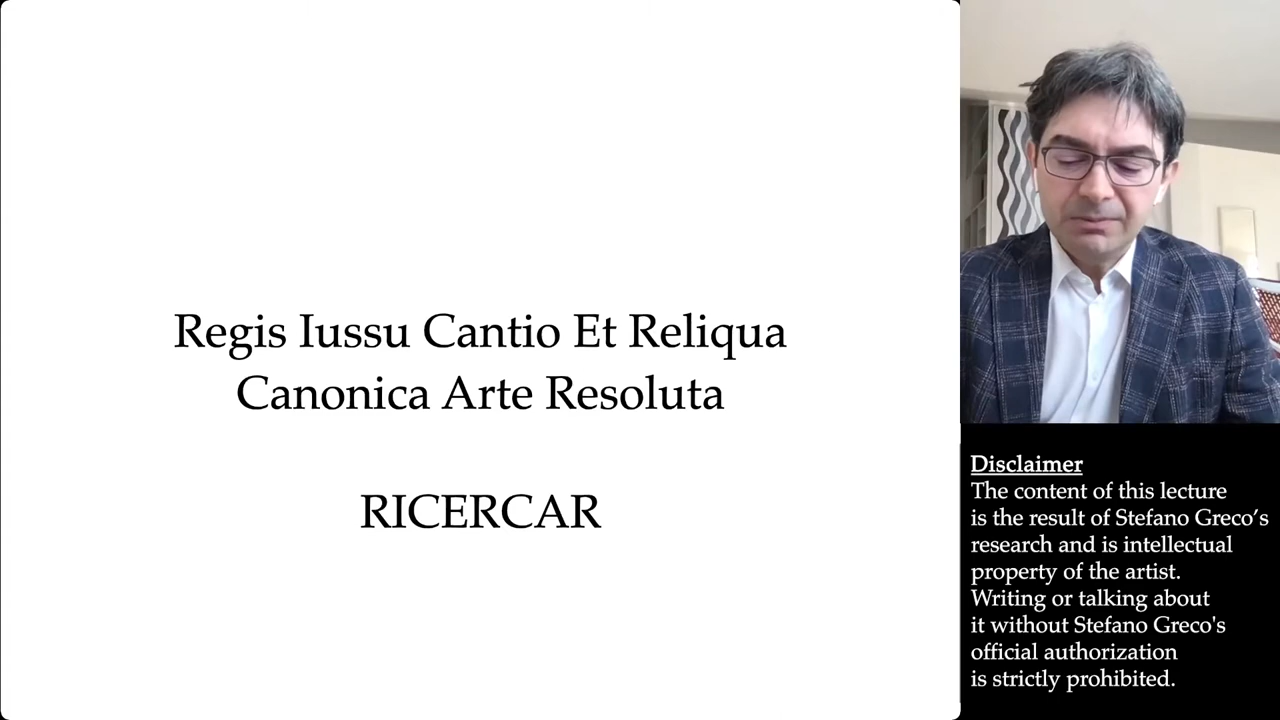 Regis Iussu Cantio Et Reliqua
Canonica Arte Resoluta
RICERCAR
Disclaimer
The content of this lecture
is the result of Stefano Greco’s
research and is intellectual
property of the artist.
Writing or talking about
it without Stefano Greco's
official authorization
is strictly prohibited.